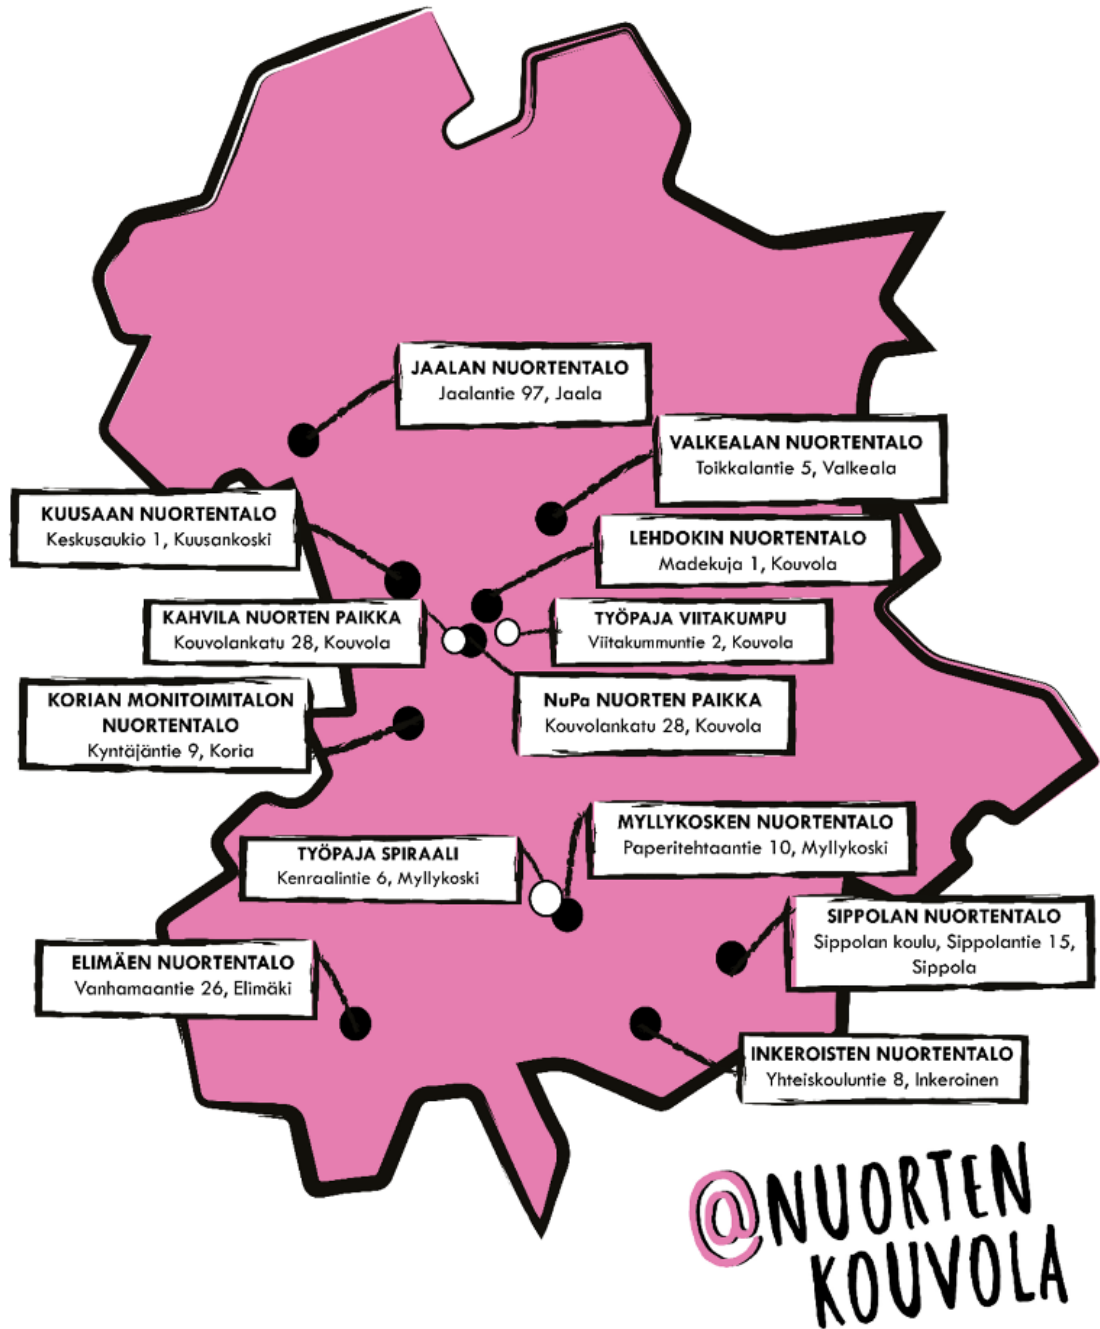 JAALAN NUORTENTALO
Jaalantie 97, Jaala
VALKEALAN NUORTENTALO
Toikkalantie 5, Valkeala
KUUSAAN NUORTENTALO
Keskusaukio 1, Kuusankoski
LEHDOKIN NUORTENTALO
Madekuja 1, Kouvola
KAHVILA NUORTEN PAIKKA
Kouvolankatu 28, Kouvola
TYÖPAJA VIITAKUMPU
Viitakummuntie 2, Kouvola
KORIAN MONITOIMITALON
NUORTENTALO
Kyntäjäntie 9, Koria
NuPa NUORTEN PAIKKA
Kouvolankatu 28, Kouvola
MYLLYKOSKEN NUORTENTALO
Paperitehtaantie 10, Myllykoski
TYÖPAJA SPIRAALI
Kenraalintie 6, Myllykoski
SIPPOLAN NUORTENTALO
Sippolan koulu, Sippolantie 15,
Sippola
ELIMÄEN NUORTENTALO
Vanhamaantie 26, Elimäki
INKEROISTEN NUORTENTALO
Yhteiskouluntie 8, Inkeroinen
@NUORTEN
KOUVOLA